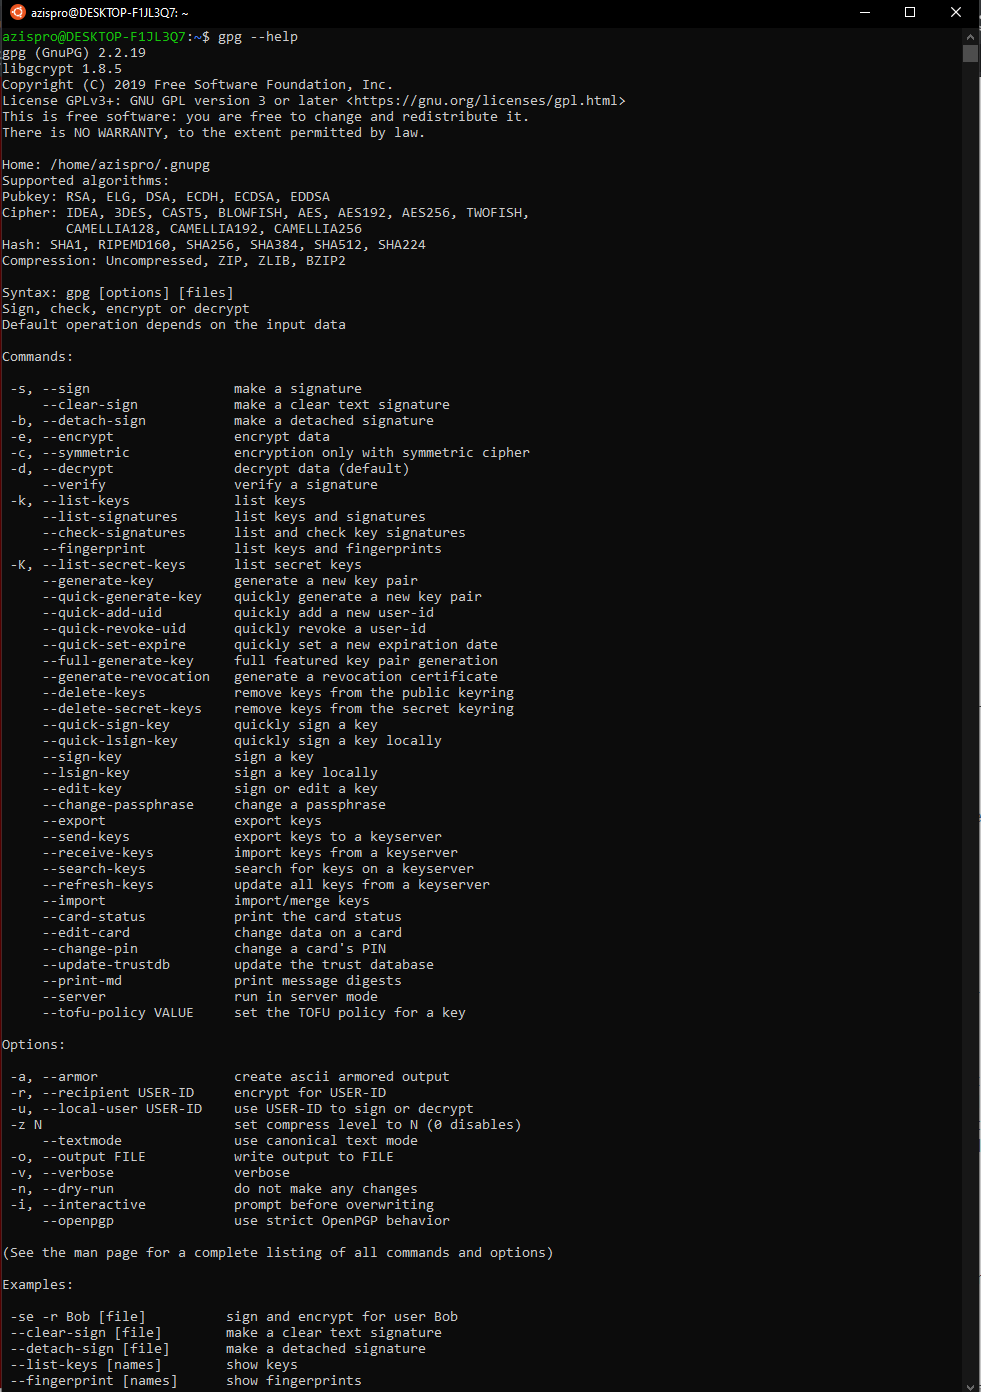 azispro@DESKTOP-F1JL3Q7: ~
azispro@DESKTOP-F1JL3Q7:~$ gpg --help
gpg (GnuPG) 2.2.19
libgcrypt 1.8.5
Copyright (C) 2019 Free Software Foundation, Inc.
License GPLv3+: GNU GPL version 3 or later <https://gnu.org/licenses/gpl.html>
This is free software: you are free to change and redistribute it.
There is NO WARRANTY, to the extent permitted by law.

Home: /home/azispro/.gnupg
Supported algorithms:
Pubkey: RSA, ELG, DSA, ECDH, ECDSA, EDDSA
Cipher: IDEA, 3DES, CAST5, BLOWFISH, AES, AES192, AES256, TWOFISH,
        CAMELLIA128, CAMELLIA192, CAMELLIA256
Hash: SHA1, RIPEMD160, SHA256, SHA384, SHA512, SHA224
Compression: Uncompressed, ZIP, ZLIB, BZIP2

Syntax: gpg [options] [files]
Sign, check, encrypt or decrypt
Default operation depends on the input data

Commands:

 -s, --sign                  make a signature
     --clear-sign            make a clear text signature
 -b, --detach-sign           make a detached signature
 -e, --encrypt               encrypt data
 -c, --symmetric             encryption only with symmetric cipher
 -d, --decrypt               decrypt data (default)
     --verify                verify a signature
 -k, --list-keys             list keys
     --list-signatures       list keys and signatures
     --check-signatures      list and check key signatures
     --fingerprint           list keys and fingerprints
 -K, --list-secret-keys      list secret keys
     --generate-key          generate a new key pair
     --quick-generate-key    quickly generate a new key pair
     --quick-add-uid         quickly add a new user-id
     --quick-revoke-uid      quickly revoke a user-id
     --quick-set-expire      quickly set a new expiration date
     --full-generate-key     full featured key pair generation
     --generate-revocation   generate a revocation certificate
     --delete-keys           remove keys from the public keyring
     --delete-secret-keys    remove keys from the secret keyring
     --quick-sign-key        quickly sign a key
     --quick-lsign-key       quickly sign a key locally
     --sign-key              sign a key
     --lsign-key             sign a key locally
     --edit-key              sign or edit a key
     --change-passphrase     change a passphrase
     --export                export keys
     --send-keys             export keys to a keyserver
     --receive-keys          import keys from a keyserver
     --search-keys           search for keys on a keyserver
     --refresh-keys          update all keys from a keyserver
     --import                import/merge keys
     --card-status           print the card status
     --edit-card             change data on a card
     --change-pin            change a card's PIN
     --update-trustdb        update the trust database
     --print-md              print message digests
     --server                run in server mode
     --tofu-policy VALUE     set the TOFU policy for a key

Options:

 -a, --armor                 create ascii armored output
 -r, --recipient USER-ID     encrypt for USER-ID
 -u, --local-user USER-ID    use USER-ID to sign or decrypt
 -z N                        set compress level to N (0 disables)
     --textmode              use canonical text mode
 -o, --output FILE           write output to FILE
 -v, --verbose               verbose
 -n, --dry-run               do not make any changes
 -i, --interactive           prompt before overwriting
     --openpgp               use strict OpenPGP behavior

(See the man page for a complete listing of all commands and options)

Examples:

 -se -r Bob [file]          sign and encrypt for user Bob
 --clear-sign [file]        make a clear text signature
 --detach-sign [file]       make a detached signature
 --list-keys [names]        show keys
 --fingerprint [names]      show fingerprints